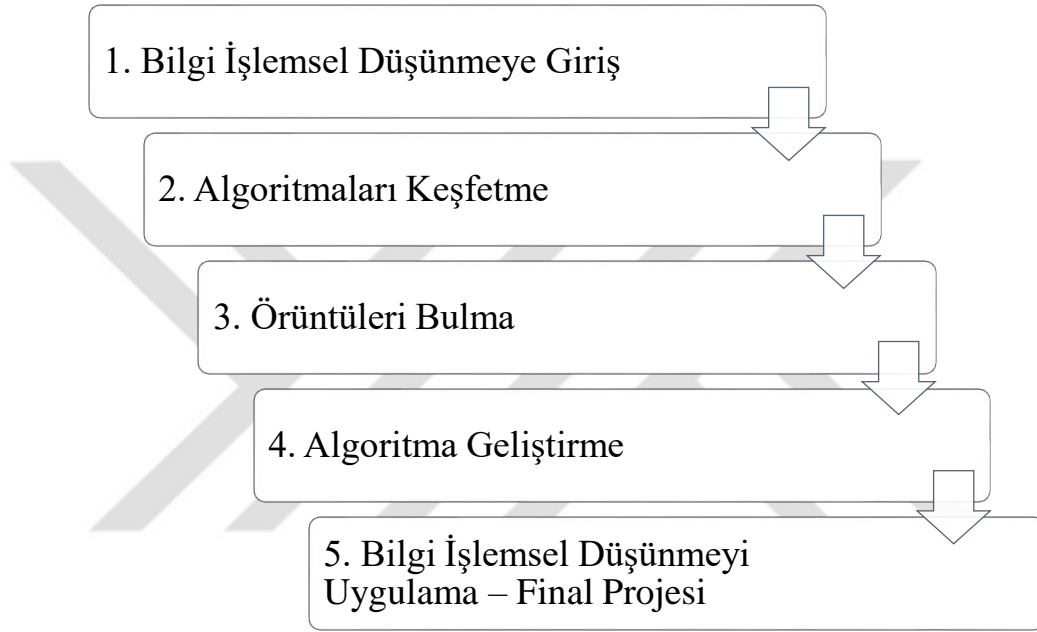 1. Bilgi İşlemsel Düşünmeye Giriş
2. Algoritmaları Keşfetme
3. Örüntüleri Bulma
4. Algoritma Geliştirme
5. Bilgi İşlemsel Düşünmeyi
Uygulama – Final Projesi